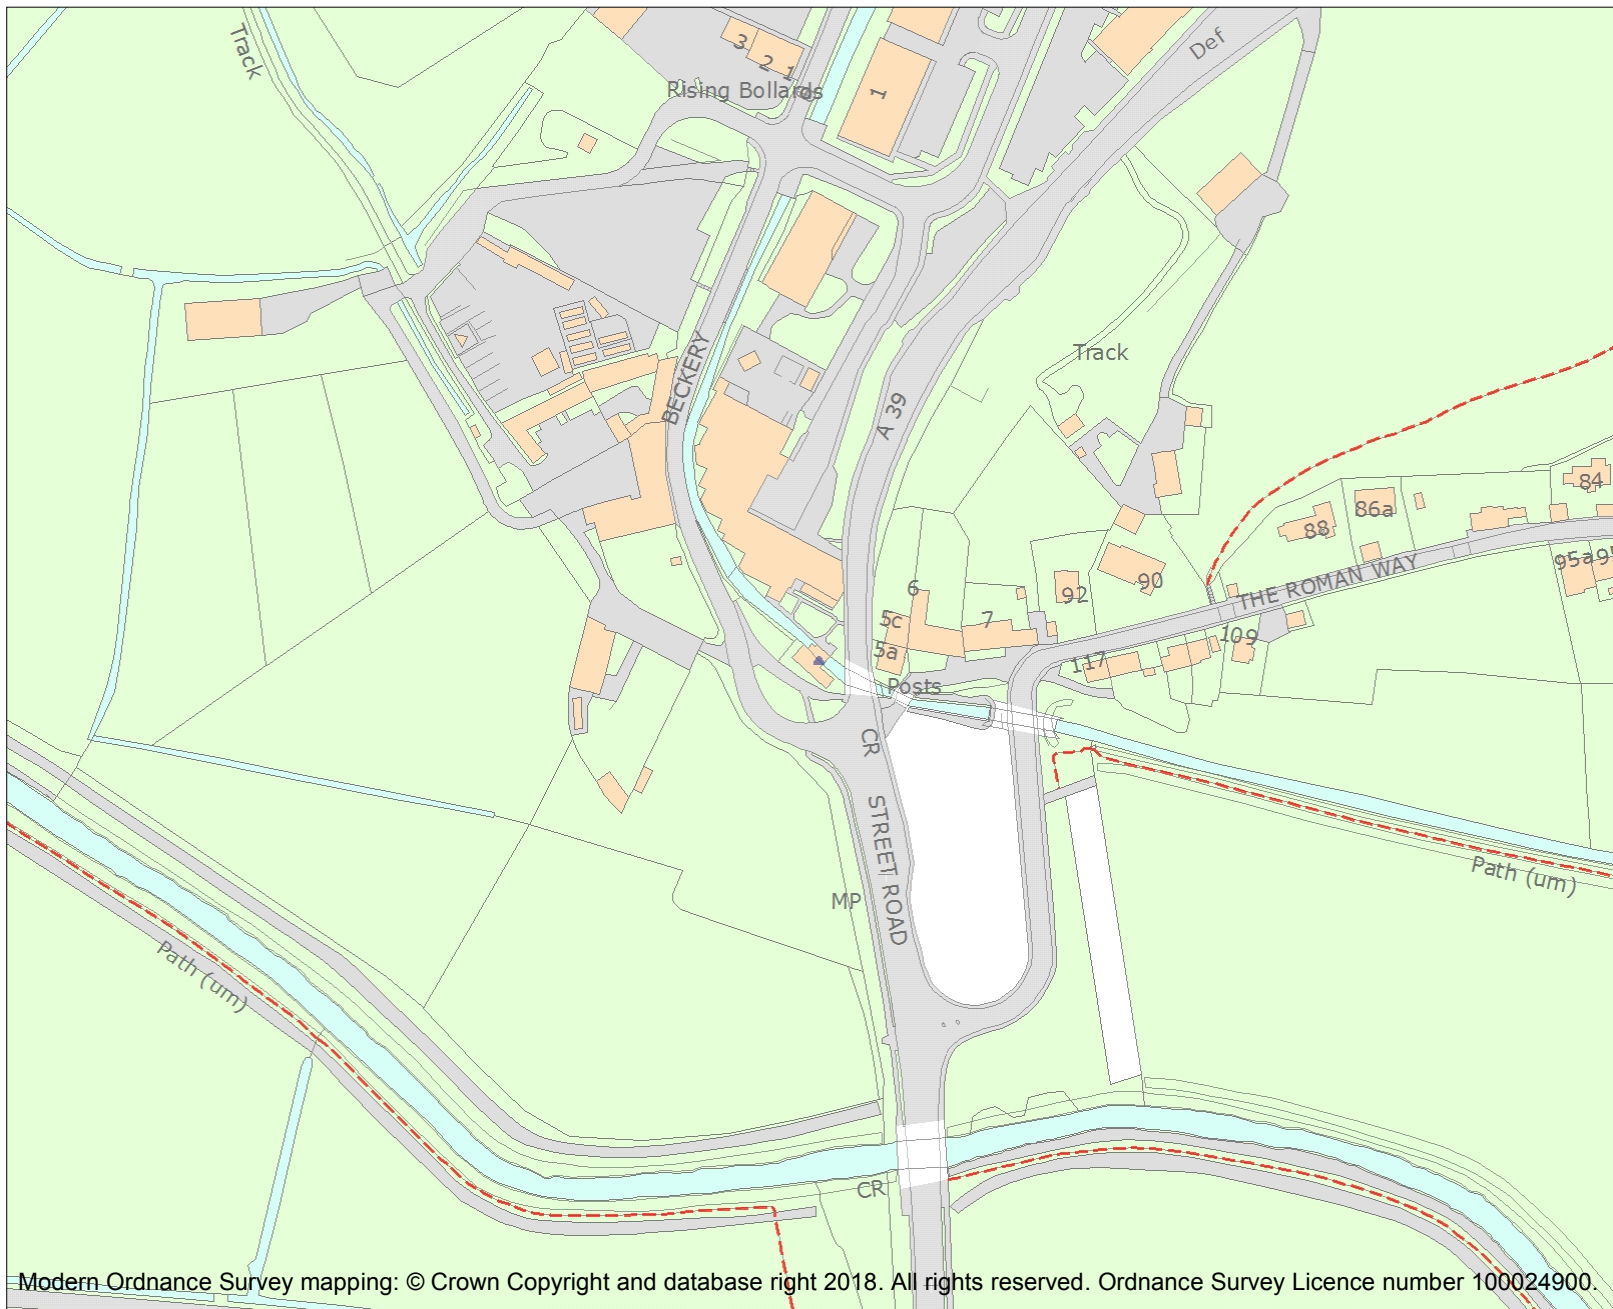 Track
Def
3
2
1
Rising Bollards
1
BECKERY
A 39
Track
84
86a
88
95a
95
THE ROMAN WAY
90
92
6
5c
7
5a
109
117
Posts
CR
STREET ROAD
MP
Path (um)
Path (um)
CR
Modern Ordnance Survey mapping: © Crown Copyright and database right 2018. All rights reserved. Ordnance Survey Licence number 100024900.